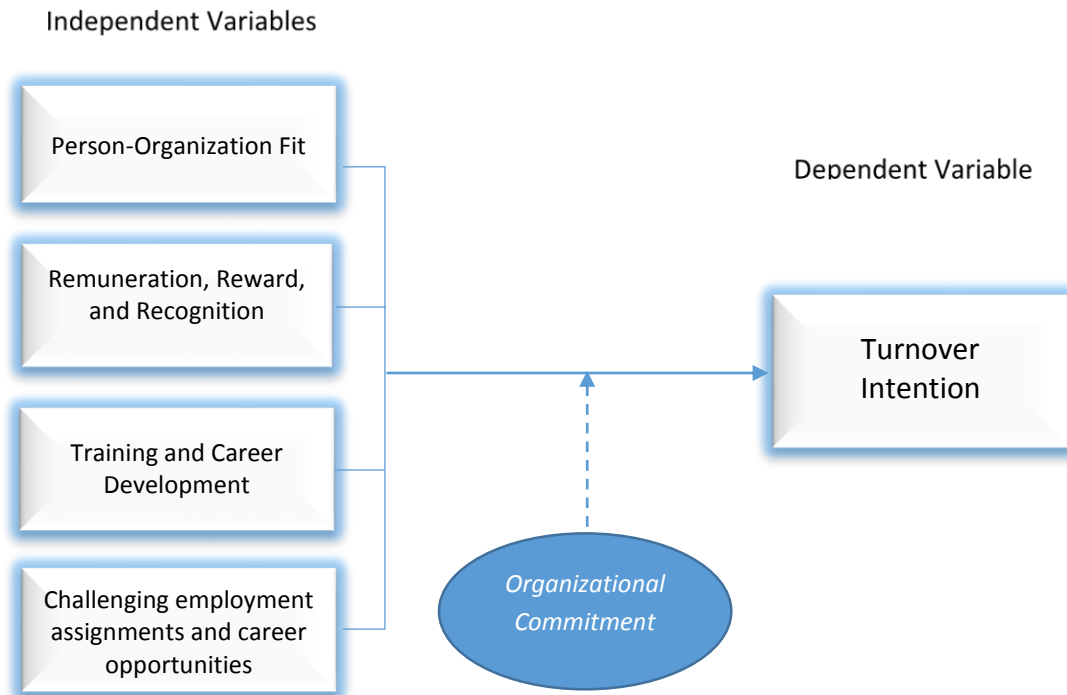 Independent Variables
Person-Organization Fit
Remuneration, Reward,
and Recognition
Training and Career
Development
Challenging employment
assignments and career
opportunities
Organizational
Commitment
Dependent Variable
Turnover
Intention